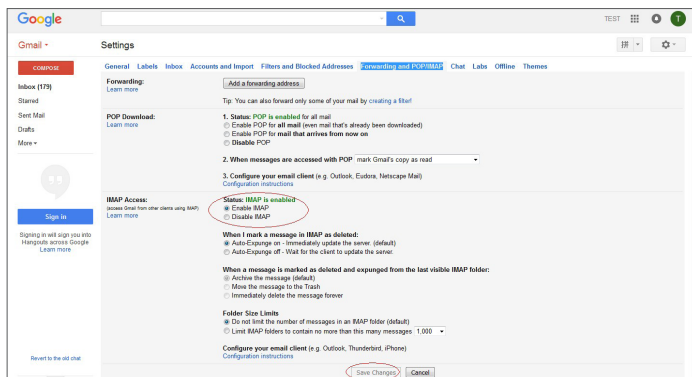 Google
TEST
T
Gmail
Settings
COMPOSE
General Labels Inbox Accounts and Import Filters and Blocked Addresses Forwarding and POP/IMAP Chat Labs Offline Themes
Inbox (179)
Starred
Sent Mail
Drafts
More
Forwarding:
Learn more
Add a forwarding address
Tip: You can also forward only some of your mail by creating a filter!
POP Download:
Learn more
1. Status: POP is enabled for all mail
Enable POP for all mail (even mail that's already been downloaded)
Enable POP for mail that arrives from now on
Disable POP
2. When messages are accessed with POP mark Gmail's copy as read
3. Configure your email client (e.g. Outlook, Eudora, Netscape Mail)
Configuration instructions
Sign in
Signing in will sign you into
Hangouts across Google
Learn more
IMAP Access:
(access Gmail from other clients using IMAP)
Learn more
Status: IMAP is enabled
Enable IMAP
Disable IMAP
When I mark a message in IMAP as deleted:
Auto-Expunge on - Immediately update the server. (default)
Auto-Expunge off - Wait for the client to update the server.
When a message is marked as deleted and expunged from the last visible IMAP folder:
Archive the message (default)
Move the message to the Trash
Immediately delete the message forever
Folder Size Limits
Do not limit the number of messages in an IMAP folder (default)
Limit IMAP folders to contain no more than this many messages 1,000
Configure your email client (e.g. Outlook, Thunderbird, iPhone)
Configuration instructions
Revert to the old chat
Save Changes Cancel